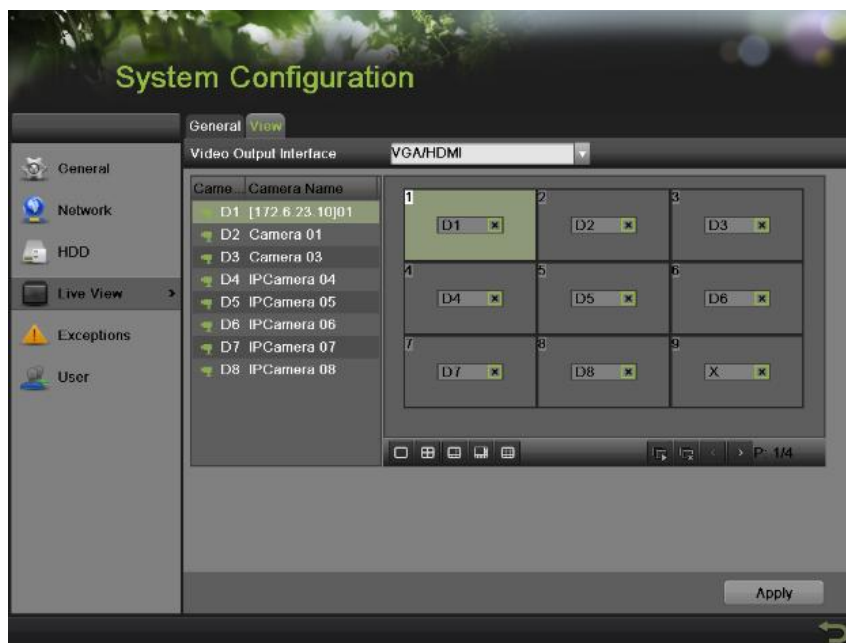 System Configuration
General View
Video Output Interface VGA/HDMI
General
Network
HDD
Live View >
Exceptions
User
Came... Camera Name
D1 [172.6.23.10]01
D2 Camera 01
D3 Camera 03
D4 IPCamera 04
D5 IPCamera 05
D6 IPCamera 06
D7 IPCamera 07
D8 IPCamera 08
1 2 3
D1 D2 D3
4 5 6
D4 D5 D6
7 8 9
D7 D8 X
P: 1/4
Apply